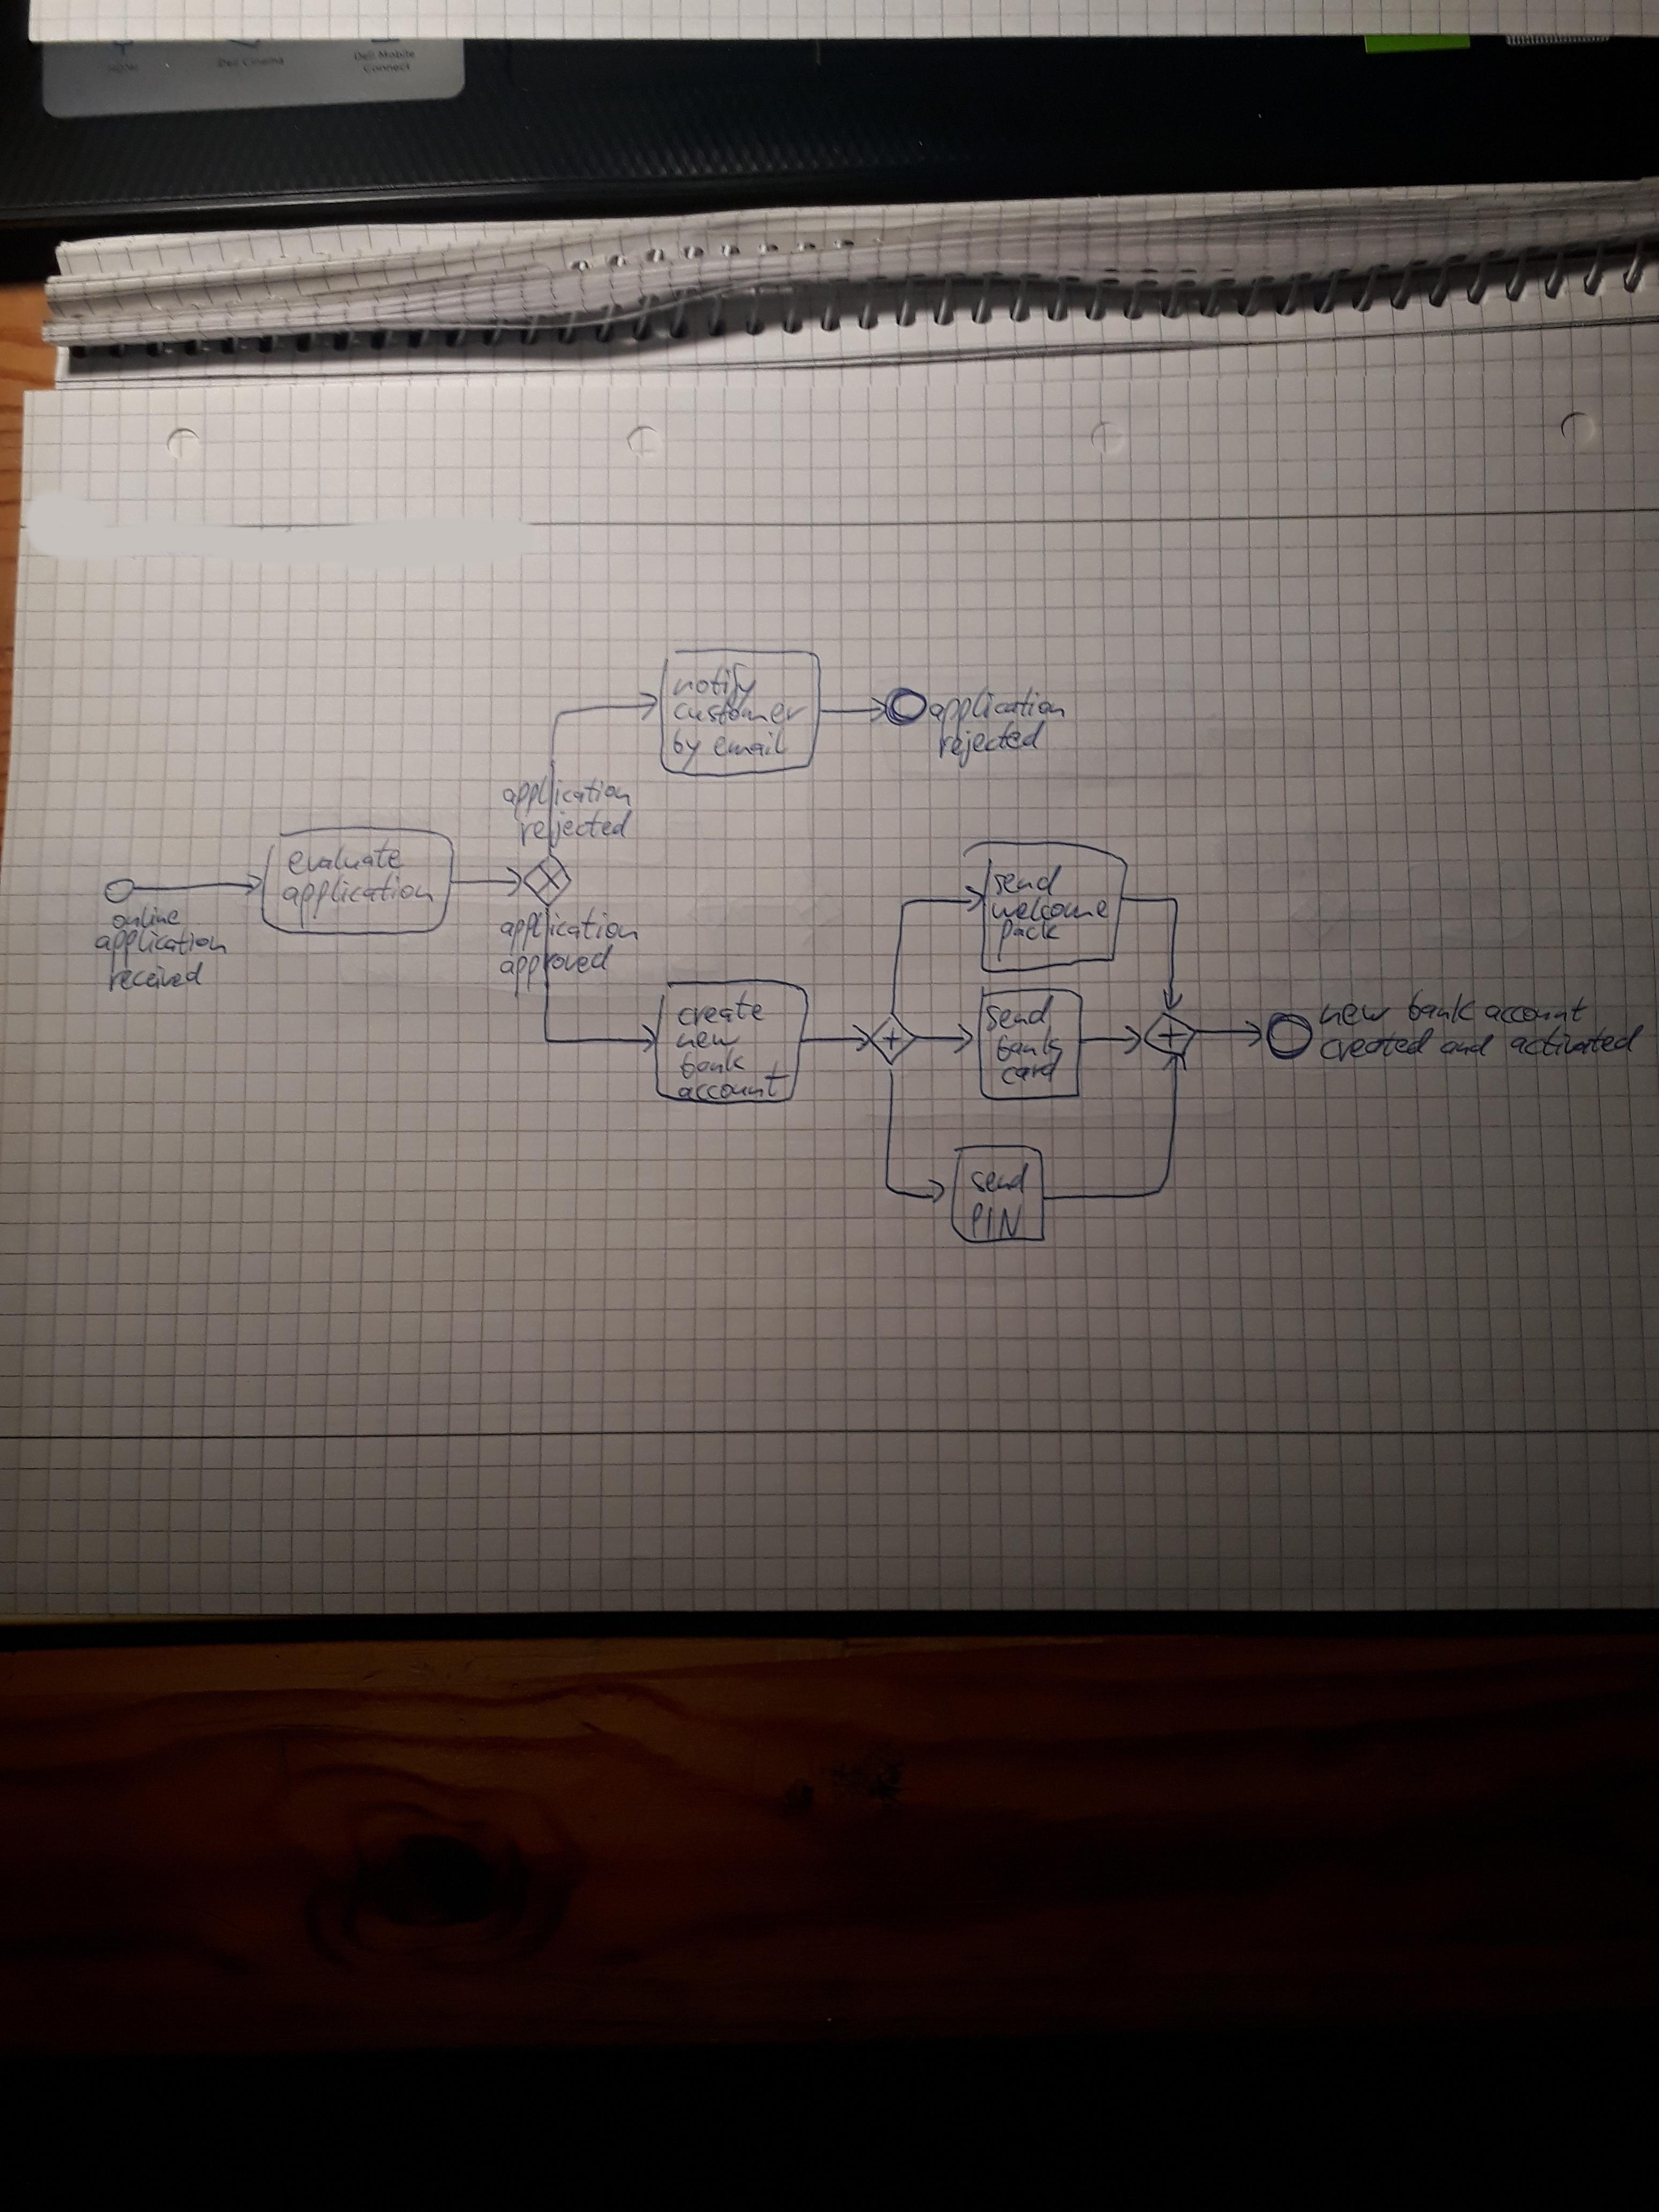 Dell Cinema
Dell Mobile
Connect
notify
customer
by email
application
rejected
application
rejected
evaluate
application
online
application
received
application
approved
send
welcome
pack
create
new
bank
account
send
bank
card
new bank account
created and activated
send
PIN